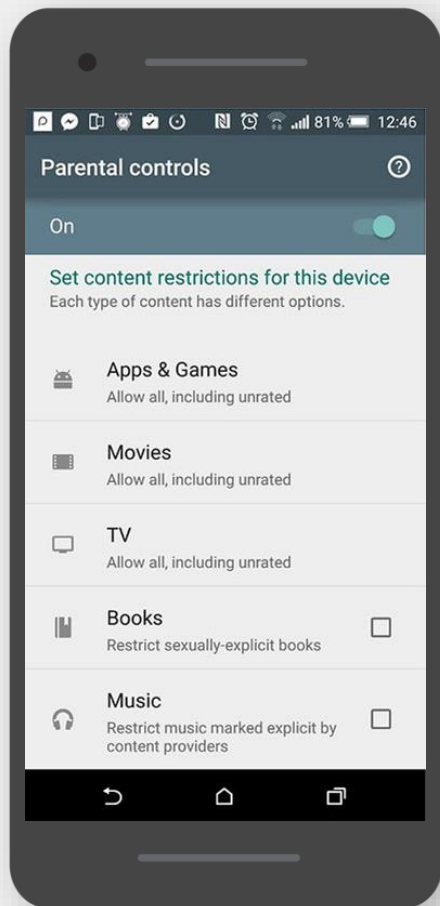 81% 12:46
Parental controls
On
Set content restrictions for this device
Each type of content has different options.
Apps & Games
Allow all, including unrated
Movies
Allow all, including unrated
TV
Allow all, including unrated
Books
Restrict sexually-explicit books
Music
Restrict music marked explicit by
content providers